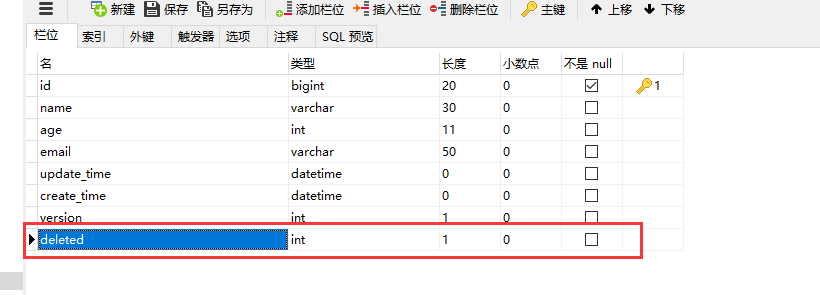 新建 保存 另存为 添加栏位 插入栏位 删除栏位 主键 上移 下移
栏位 索引 外键 触发器 选项 注释 SQL 预览
名 类型 长度 小数点 不是 null
id bigint 20 0 1
name varchar 30 0
age int 11 0
email varchar 50 0
update_time datetime 0 0
create_time datetime 0 0
version int 1 0
deleted int 1 0